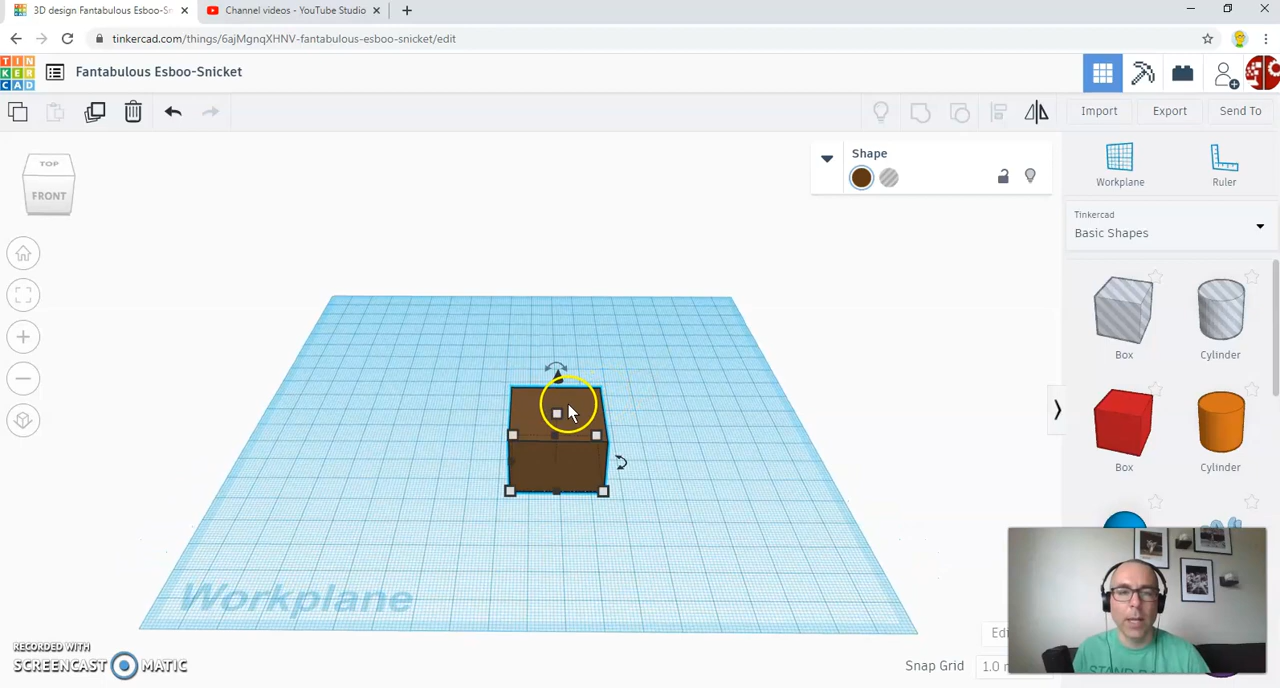 3D design Fantabulous Esboo-Sn
Channel videos - YouTube Studio
tinkercad.com/things/6ajMgnqXHNV-fantabulous-esboo-snicket/edit
TIN
KER
CAD
Fantabulous Esboo-Snicket
Import
Export
Send To
TOP
FRONT
Shape
Workplane
Ruler
Tinkercad
Basic Shapes
Box
Cylinder
Box
Cylinder
Workplane
RECORDED WITH
SCREENCAST MATIC
Snap Grid
1.0